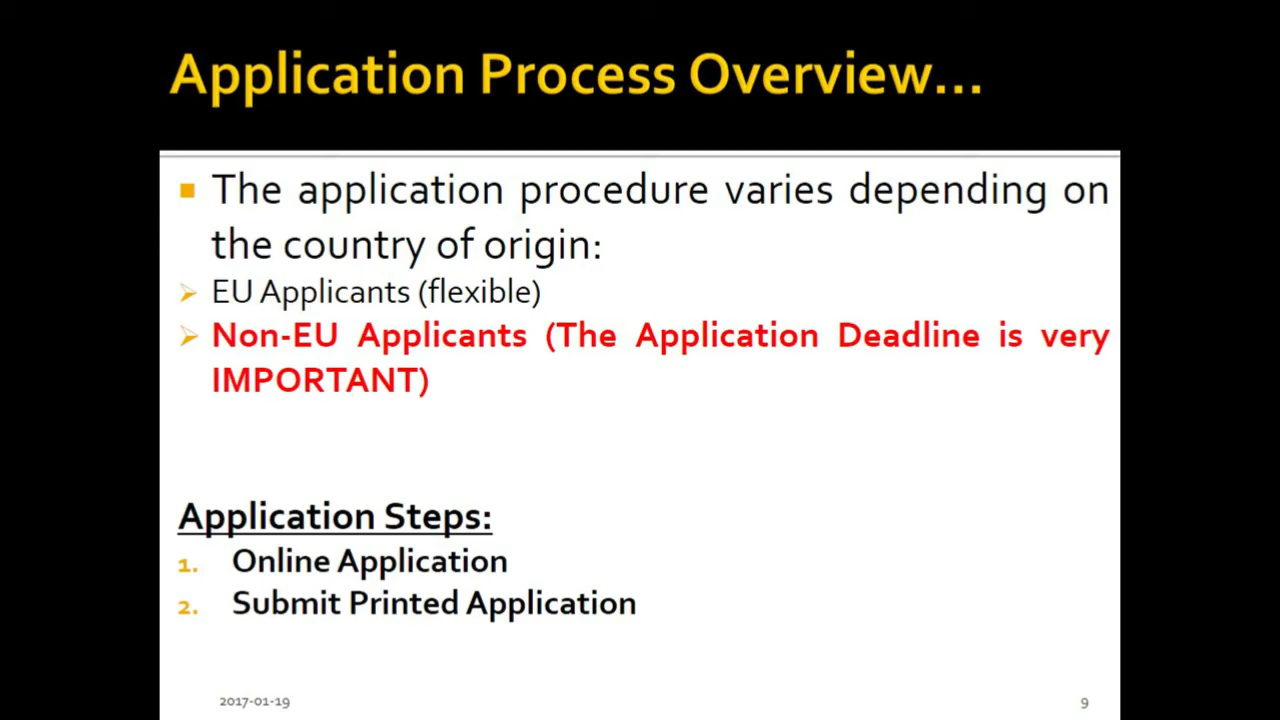 Application Process Overview...
The application procedure varies depending on
the country of origin:
EU Applicants (flexible)
Non-EU Applicants (The Application Deadline is very
IMPORTANT)
Application Steps:
1. Online Application
2. Submit Printed Application
2017-01-19
9